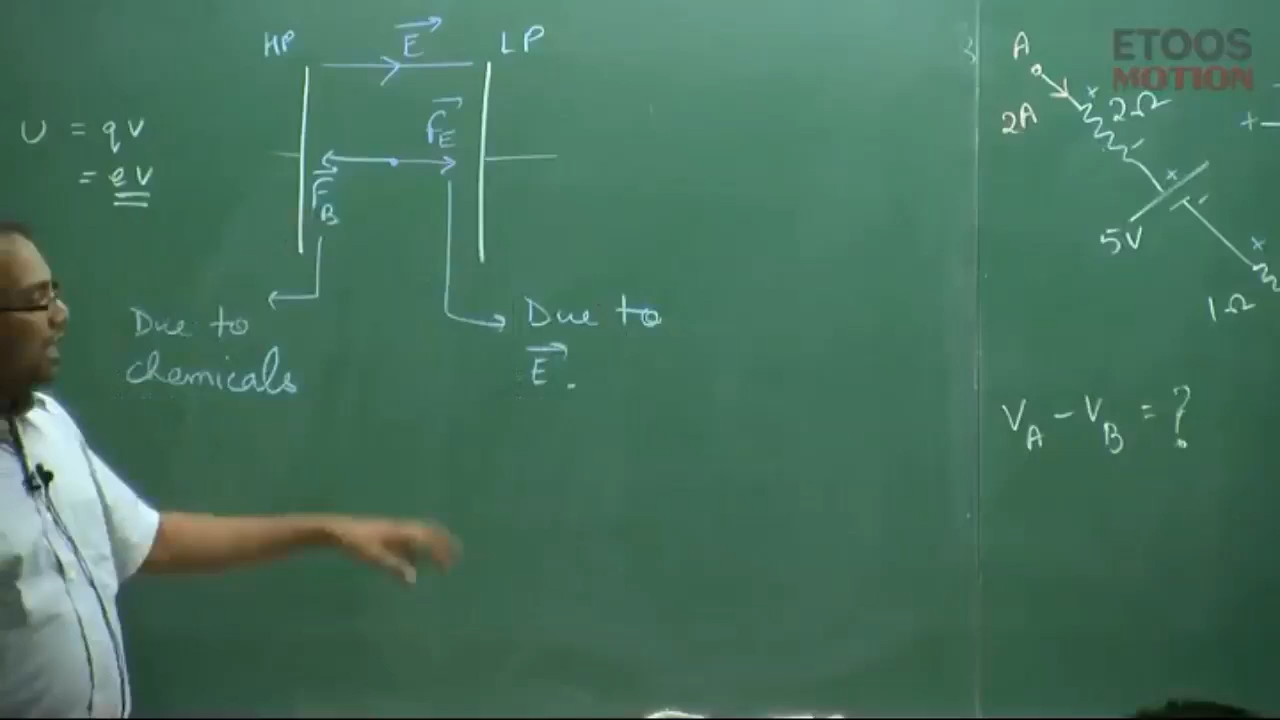 HP
E
LP
F_E
F_B
U = qV
= eV
Due to
chemicals
Due to
E.
ETOOS
MOTION
A
2A
+
2Ω
-
+
-
5V
+
1Ω
+
V_A - V_B = ?